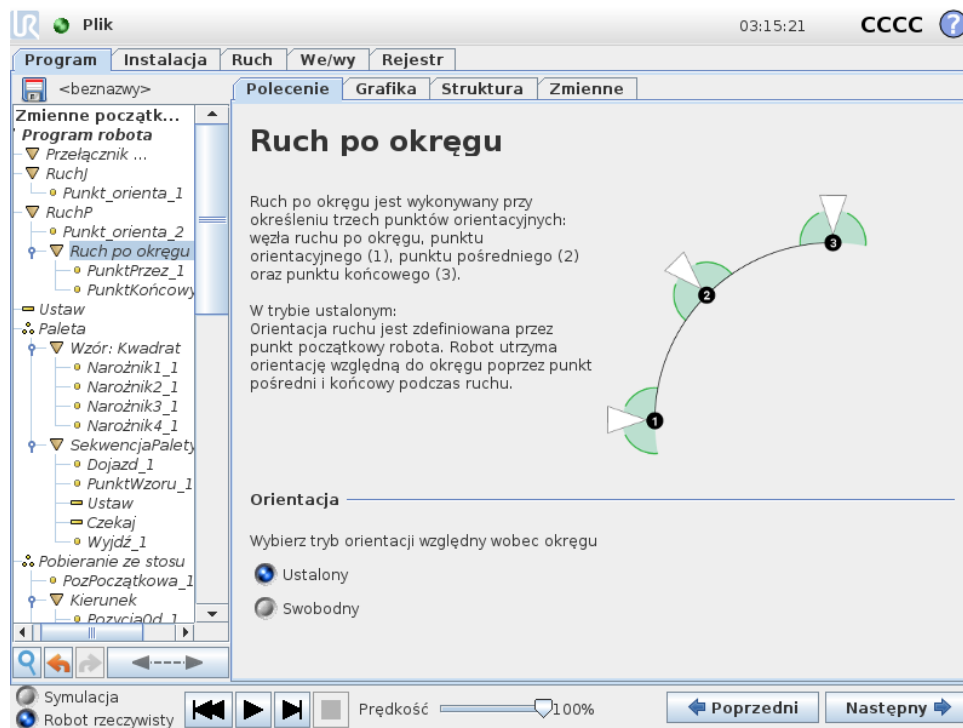 UR Plik 03:15:21 CCCC ?
Program Instalacja Ruch We/wy Rejestr
<beznazwy>
Polecenie Grafika Struktura Zmienne
Zmienne początk...
Program robota
Przełącznik ...
RuchJ
Punkt_orienta_1
RuchP
Punkt_orienta_2
Ruch po okręgu
PunktPrzez_1
PunktKońcowy
Ustaw
Paleta
Wzór: Kwadrat
Narożnik1_1
Narożnik2_1
Narożnik3_1
Narożnik4_1
SekwencjaPalety
Dojazd_1
PunktWzoru_1
Ustaw
Czekaj
Wyjdź_1
Pobieranie ze stosu
PozPoczątkowa_1
Kierunek
PozycjaOd_1
Ruch po okręgu
Ruch po okręgu jest wykonywany przy
określeniu trzech punktów orientacyjnych:
węzła ruchu po okręgu, punktu
orientacyjnego (1), punktu pośredniego (2)
oraz punktu końcowego (3).
W trybie ustalonym:
Orientacja ruchu jest zdefiniowana przez
punkt początkowy robota. Robot utrzyma
orientację względną do okręgu poprzez punkt
pośredni i końcowy podczas ruchu.
3
2
1
Orientacja
Wybierz tryb orientacji względny wobec okręgu
Ustalony
Swobodny
Symulacja
Robot rzeczywisty
Prędkość 100%
Poprzedni
Następny